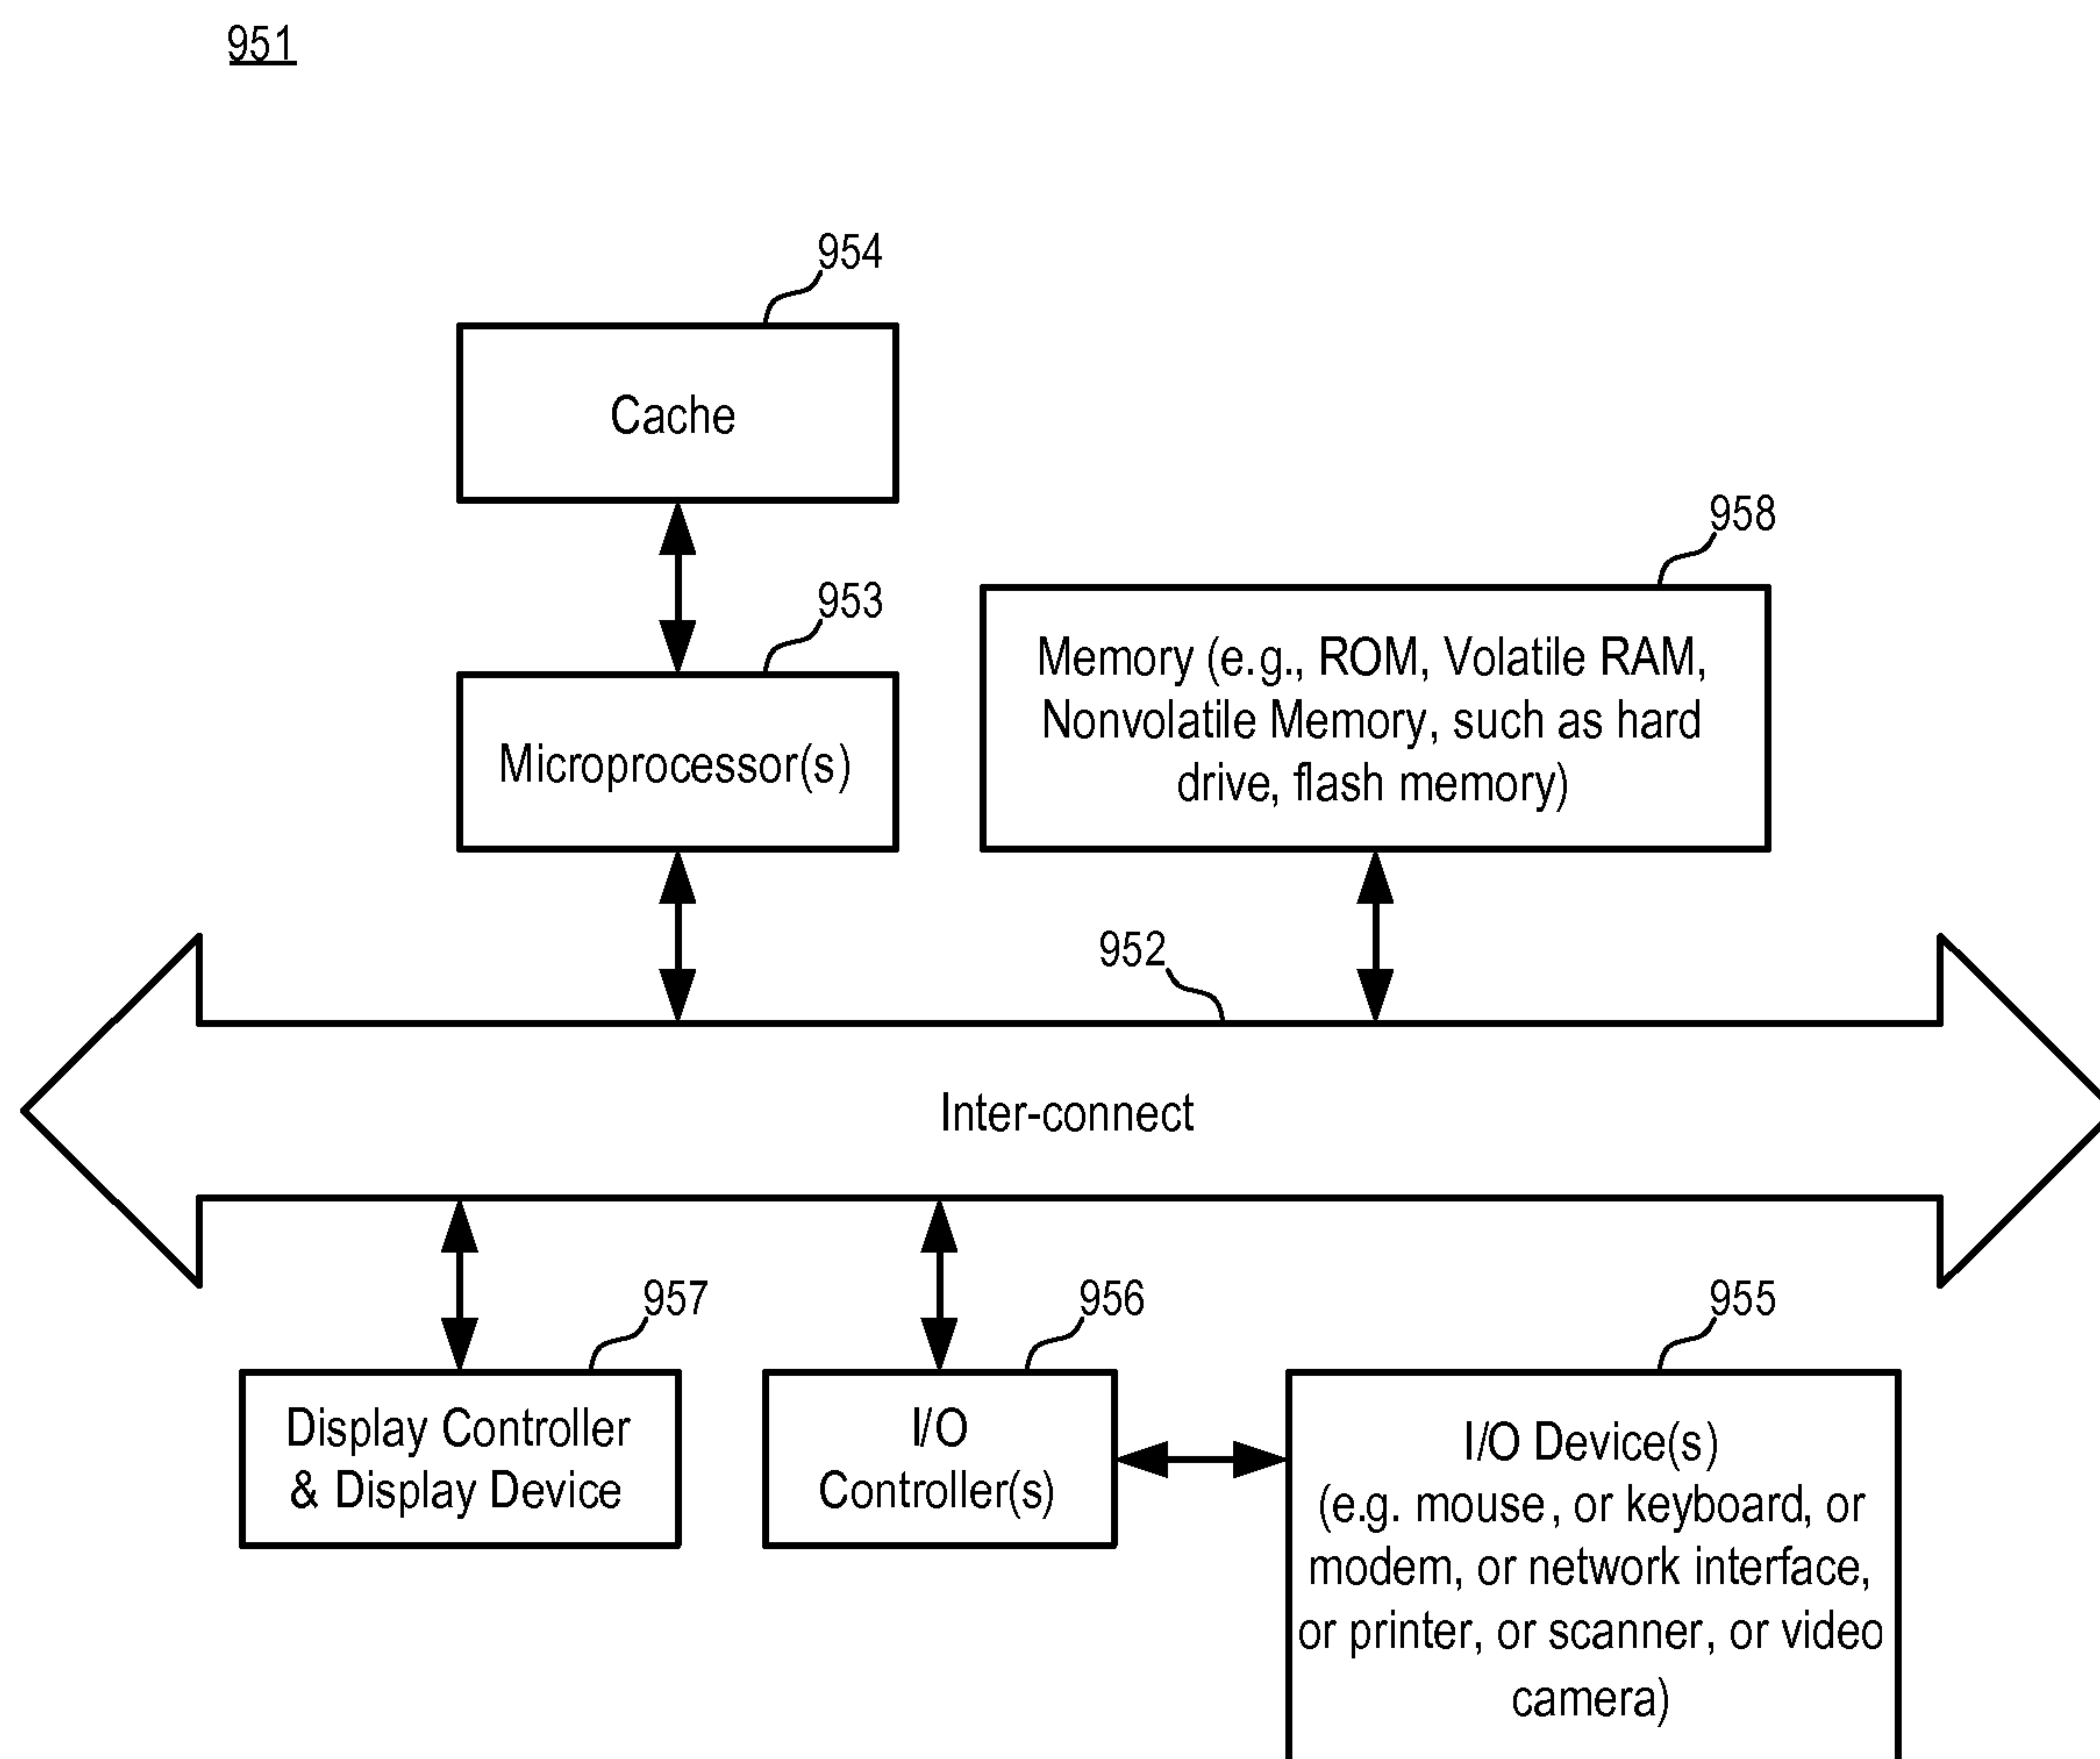 951
954
Cache
958
953
Memory (e.g., ROM, Volatile RAM,
Nonvolatile Memory, such as hard
drive, flash memory)
Microprocessor(s)
952
Inter-connect
957
956
955
Display Controller
& Display Device
I/O
Controller(s)
I/O Device(s)
(e.g. mouse, or keyboard, or
modem, or network interface,
or printer, or scanner, or video
camera)